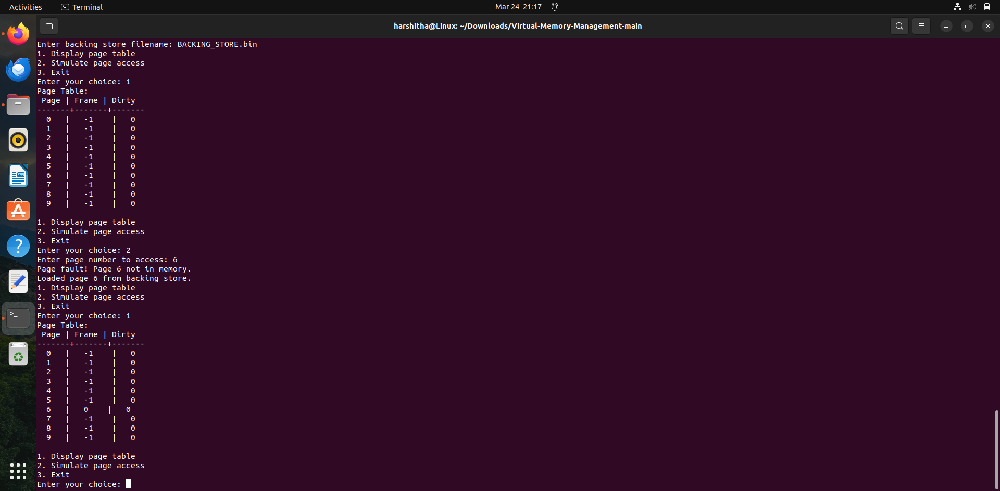 Activities Terminal Mar 24 21:17
harshitha@Linux: ~/Downloads/Virtual-Memory-Management-main
Enter backing store filename: BACKING_STORE.bin
1. Display page table
2. Simulate page access
3. Exit
Enter your choice: 1
Page Table:
 Page | Frame | Dirty
-------+-------+-------
  0   |   -1    |   0
  1   |   -1    |   0
  2   |   -1    |   0
  3   |   -1    |   0
  4   |   -1    |   0
  5   |   -1    |   0
  6   |   -1    |   0
  7   |   -1    |   0
  8   |   -1    |   0
  9   |   -1    |   0
1. Display page table
2. Simulate page access
3. Exit
Enter your choice: 2
Enter page number to access: 6
Page fault! Page 6 not in memory.
Loaded page 6 from backing store.
1. Display page table
2. Simulate page access
3. Exit
Enter your choice: 1
Page Table:
 Page | Frame | Dirty
-------+-------+-------
  0   |   -1    |   0
  1   |   -1    |   0
  2   |   -1    |   0
  3   |   -1    |   0
  4   |   -1    |   0
  5   |   -1    |   0
  6   |   0    |   0
  7   |   -1    |   0
  8   |   -1    |   0
  9   |   -1    |   0
1. Display page table
2. Simulate page access
3. Exit
Enter your choice: